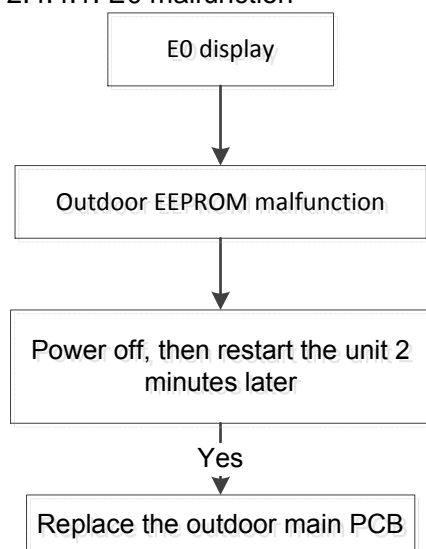 E0 display
Outdoor EEPROM malfunction
Power off, then restart the unit 2
minutes later
Yes
Replace the outdoor main PCB